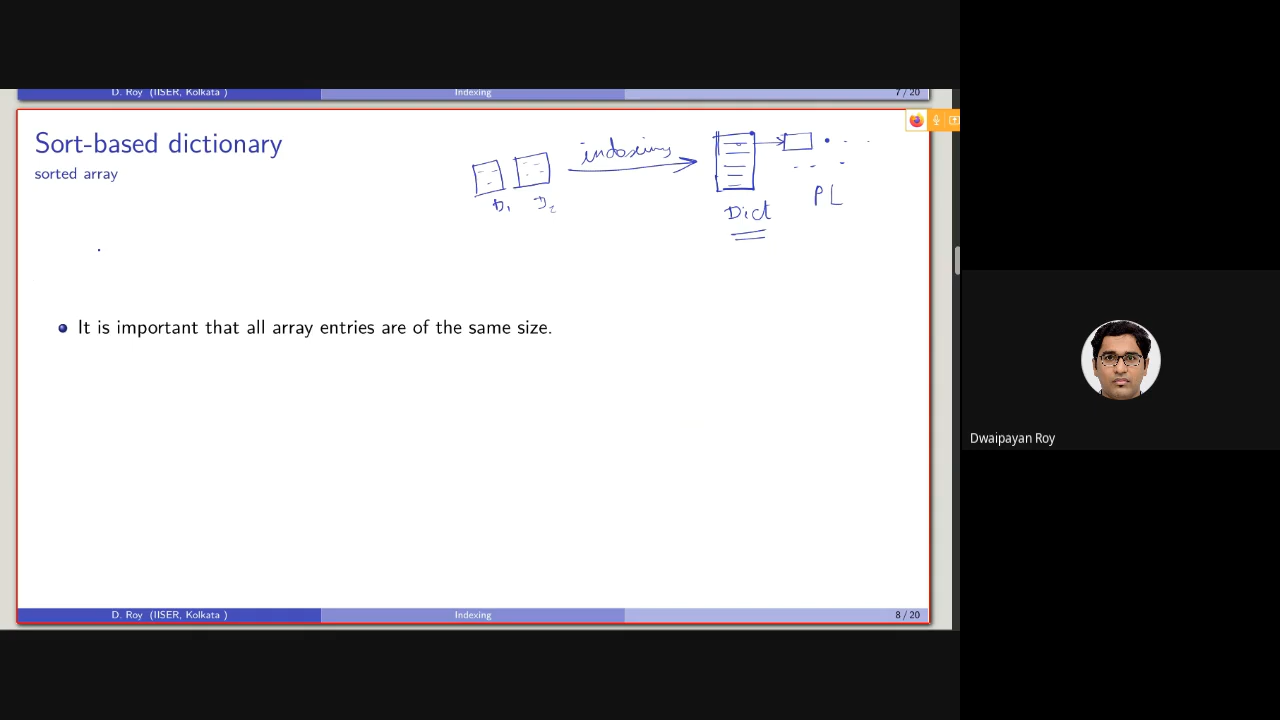 D. Roy (IISER, Kolkata )
Indexing
7 / 20
Sort-based dictionary
sorted array
indexing
D1
D2
Dict
PL
It is important that all array entries are of the same size.
Dwaipayan Roy
D. Roy (IISER, Kolkata )
Indexing
8 / 20